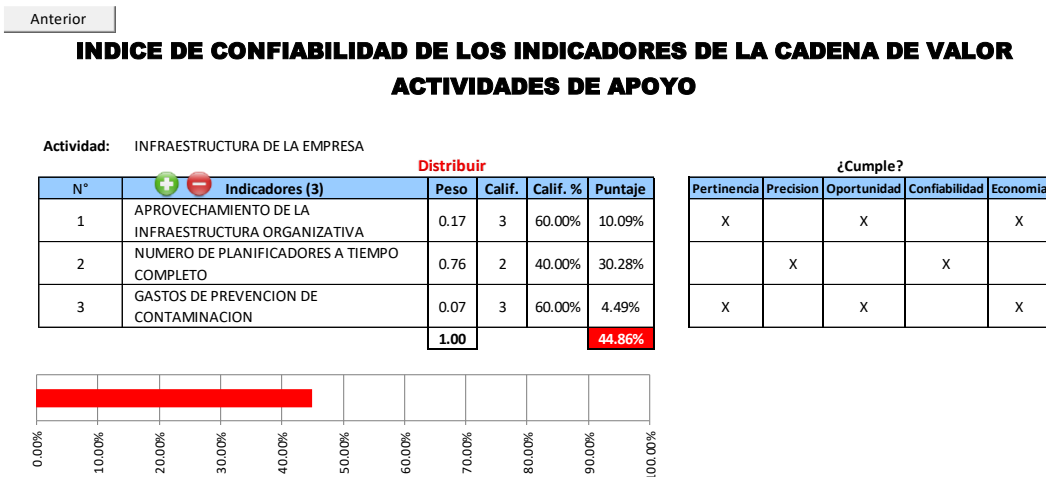 Anterior
INDICE DE CONFIABILIDAD DE LOS INDICADORES DE LA CADENA DE VALOR
ACTIVIDADES DE APOYO
Actividad: INFRAESTRUCTURA DE LA EMPRESA
Distribuir ¿Cumple?
N° Indicadores (3) Peso Calif. Calif. % Puntaje Pertinencia Precision Oportunidad Confiabilidad Economia
1 APROVECHAMIENTO DE LA INFRAESTRUCTURA ORGANIZATIVA 0.17 3 60.00% 10.09% X X X
2 NUMERO DE PLANIFICADORES A TIEMPO COMPLETO 0.76 2 40.00% 30.28% X X
3 GASTOS DE PREVENCION DE CONTAMINACION 0.07 3 60.00% 4.49% X X X
1.00 44.86%
0.00% 10.00% 20.00% 30.00% 40.00% 50.00% 60.00% 70.00% 80.00% 90.00% 100.00%